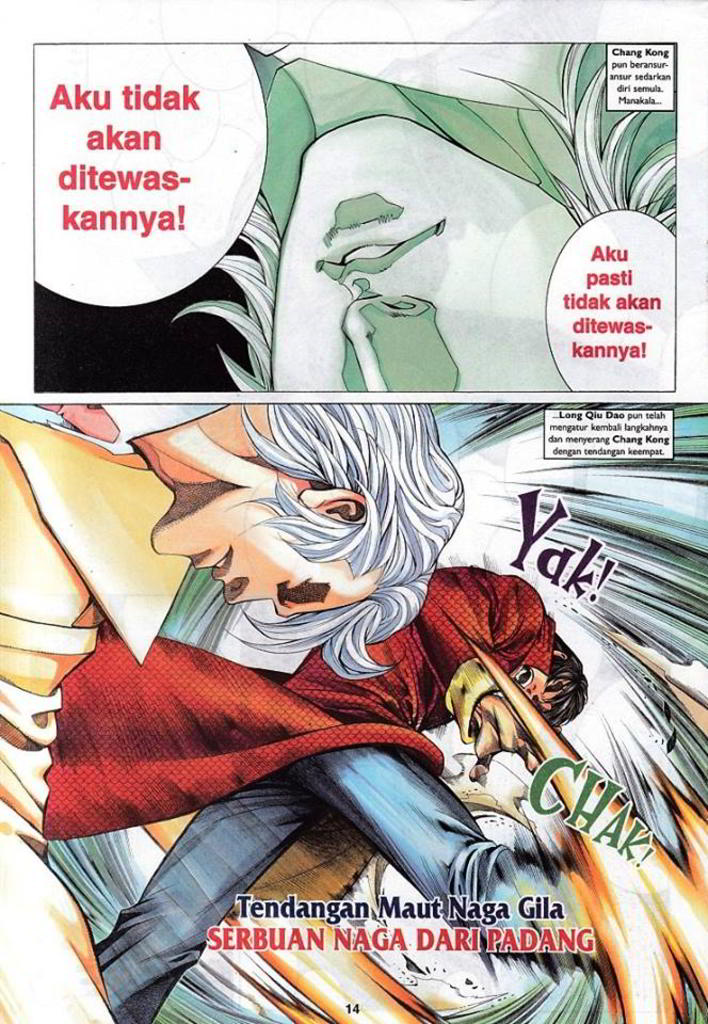 Aku tidak
akan
ditewas-
kannya!
Chang Kong
pun beransur-
ansur sedarkan
diri semula.
Manakala...
Aku
pasti
tidak akan
ditewas-
kannya!
...Long Qiu Dao pun telah
mengatur kembali langkahnya
dan menyerang Chang Kong
dengan tendangan keempat.
Yak!
CHAK!
Tendangan Maut Naga Gila
SERBUAN NAGA DARI PADANG
14